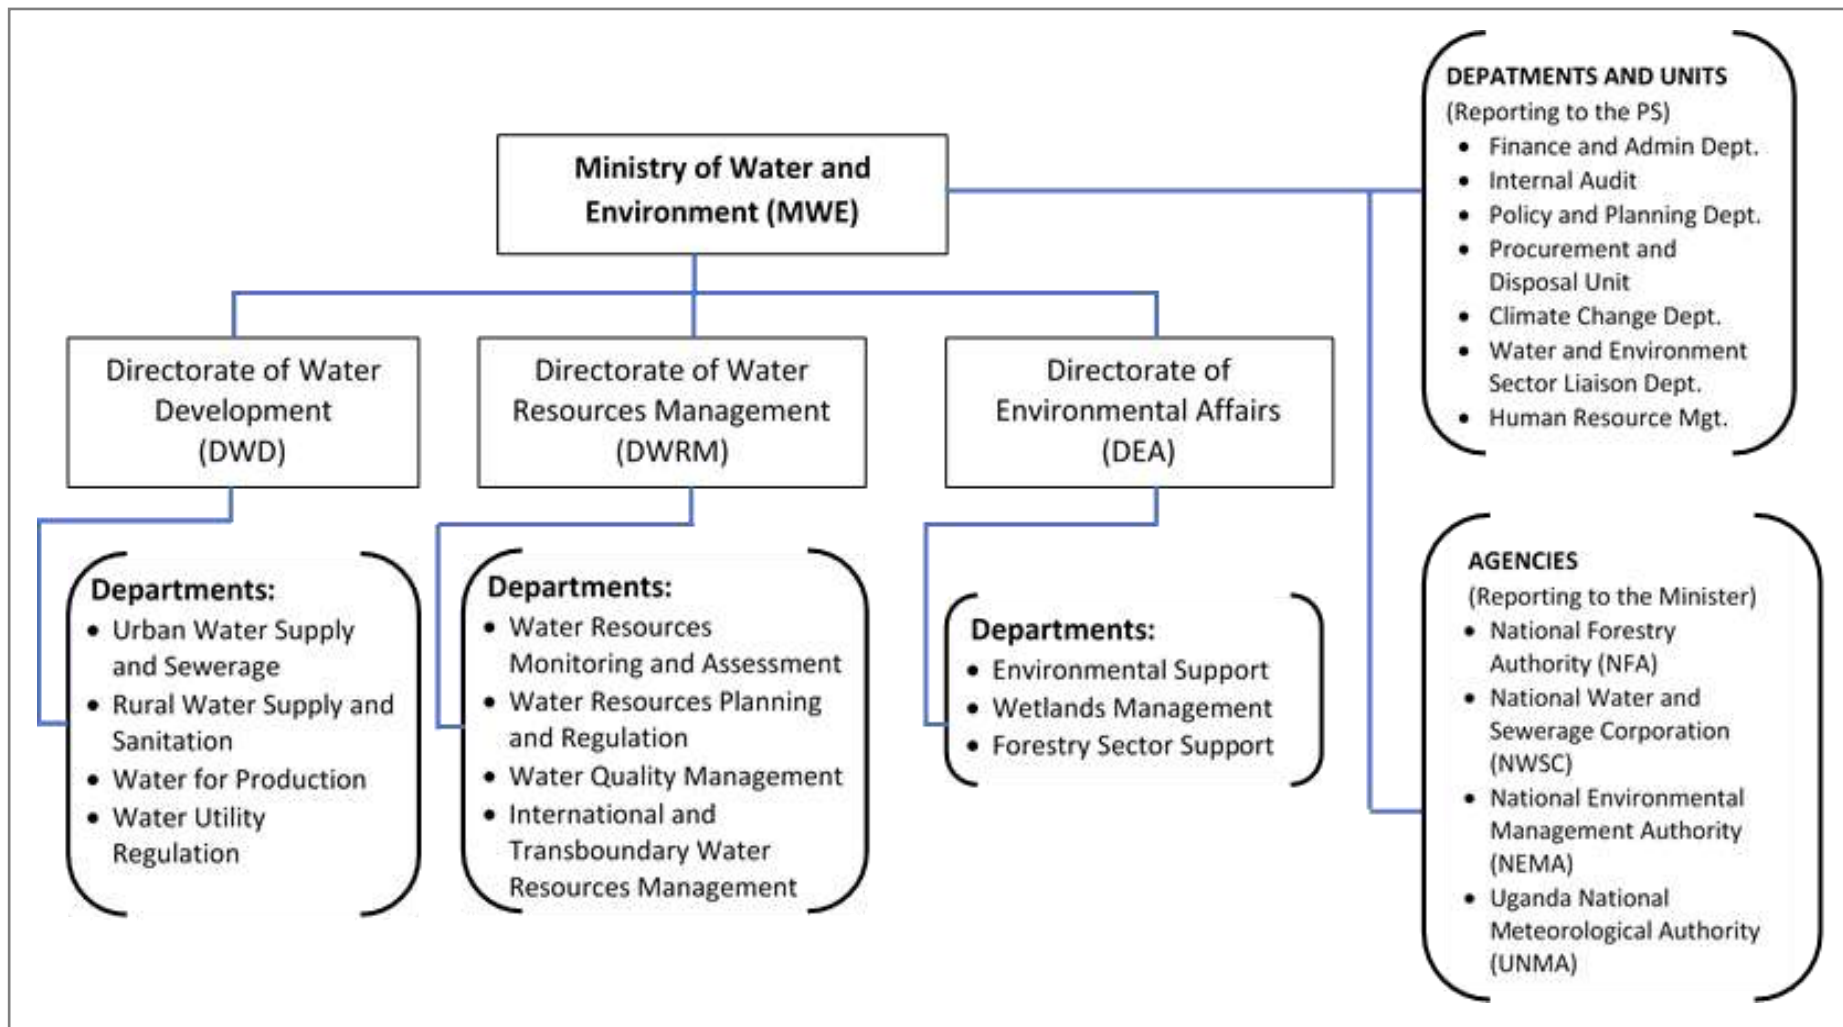 Ministry of Water and
Environment (MWE)
Directorate of Water
Development
(DWD)
Directorate of Water
Resources Management
(DWRM)
Directorate of
Environmental Affairs
(DEA)
Departments:
• Urban Water Supply
and Sewerage
• Rural Water Supply and
Sanitation
• Water for Production
• Water Utility
Regulation
Departments:
• Water Resources
Monitoring and Assessment
• Water Resources Planning
and Regulation
• Water Quality Management
• International and
Transboundary Water
Resources Management
Departments:
• Environmental Support
• Wetlands Management
• Forestry Sector Support
DEPATMENTS AND UNITS
(Reporting to the PS)
• Finance and Admin Dept.
• Internal Audit
• Policy and Planning Dept.
• Procurement and
Disposal Unit
• Climate Change Dept.
• Water and Environment
Sector Liaison Dept.
• Human Resource Mgt.
AGENCIES
(Reporting to the Minister)
• National Forestry
Authority (NFA)
• National Water and
Sewerage Corporation
(NWSC)
• National Environmental
Management Authority
(NEMA)
• Uganda National
Meteorological Authority
(UNMA)